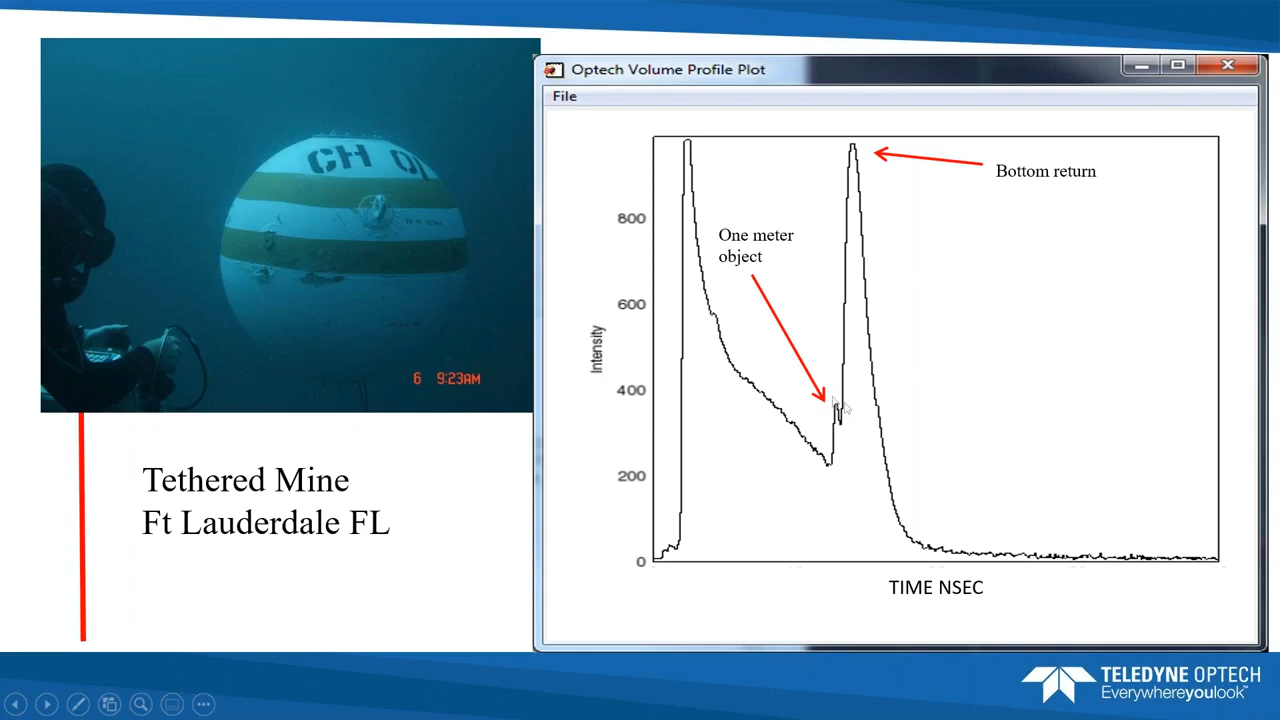 CH
6 9:23AM
Tethered Mine
Ft Lauderdale FL
Optech Volume Profile Plot
File
Bottom return
One meter
object
800
600
400
200
0
Intensity
TIME NSEC
TELEDYNE OPTECH
Everywhereyoulook™